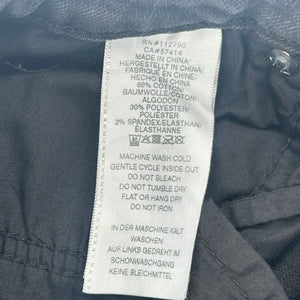 RN#112790
CA#57414
MADE IN CHINA/
HERGESTELLT IN CHINA/
FABRIQUE EN CHINE/
HECHO EN CHINA
68% COTTON/
BAUMWOLLE/COTON/
ALGODON
30% POLYESTER/
POLIÉSTER
2% SPANDEX/ELASTHAN/
ÉLASTHANNE
MACHINE WASH COLD
GENTLE CYCLE INSIDE OUT
DO NOT BLEACH
DO NOT TUMBLE DRY
FLAT OR HANG DRY
DO NOT IRON
IN DER MASCHINE KALT
WASCHEN
AUF LINKS GEDREHT IM
SCHONWASCHGANG
KEINE BLEICHMITTEL